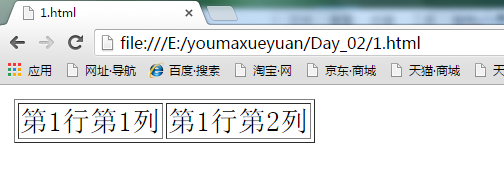 1.html
file:///E:/youmaxueyuan/Day_02/1.html
应用 网址·导航 百度·搜索 淘宝·网 京东·商城 天猫·商城
第1行第1列 第1行第2列